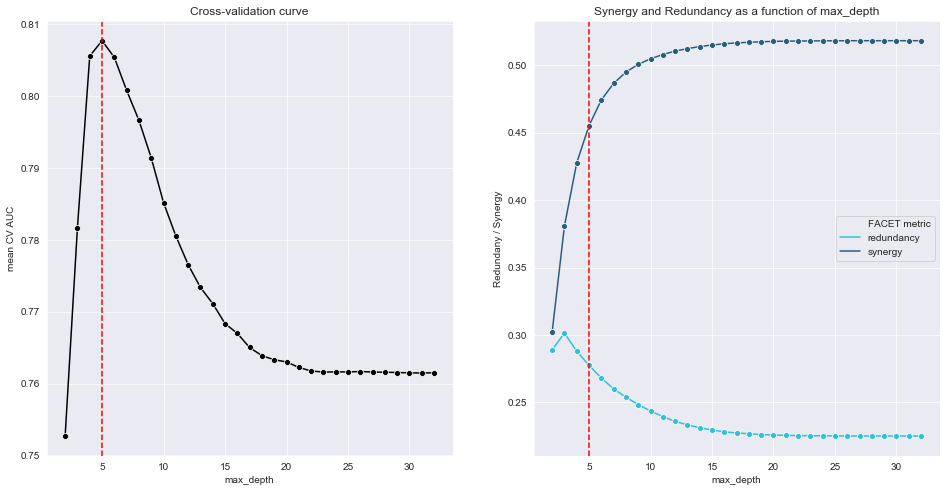 Cross-validation curve
mean CV AUC
0.81
0.80
0.79
0.78
0.77
0.76
0.75
5 10 15 20 25 30
max_depth
Synergy and Redundancy as a function of max_depth
Redundany / Synergy
0.50
0.45
0.40
0.35
0.30
0.25
FACET metric
redundancy
synergy
5 10 15 20 25 30
max_depth